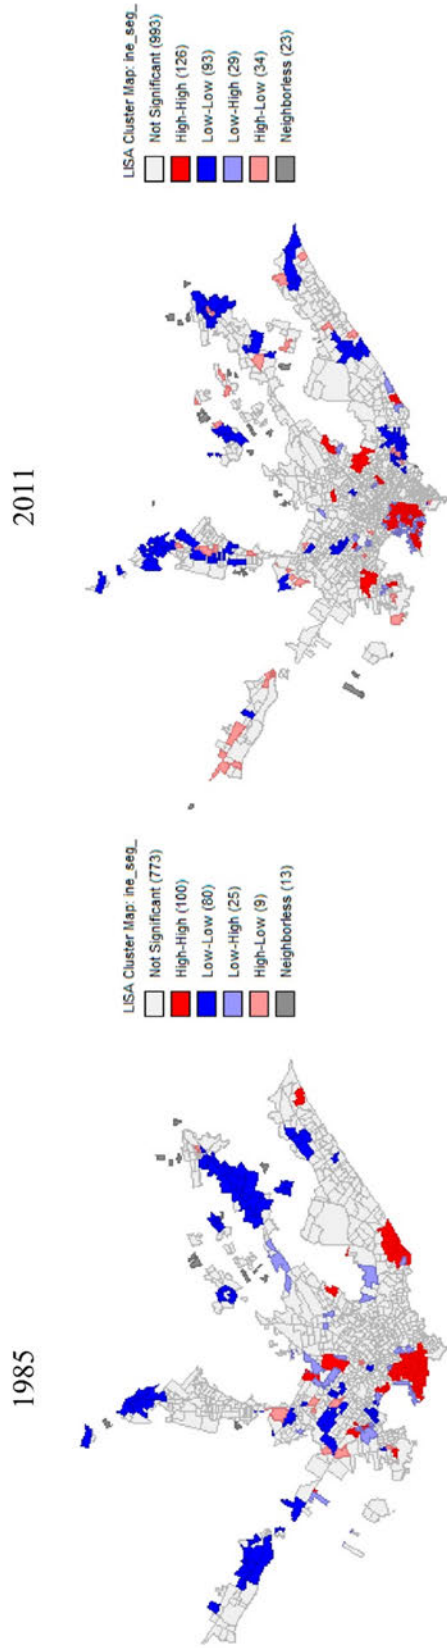 1985
LISA Cluster Map: ine_seg_
Not Significant (773)
High-High (100)
Low-Low (80)
Low-High (25)
High-Low (9)
Neighborless (13)
2011
LISA Cluster Map: ine_seg_
Not Significant (993)
High-High (126)
Low-Low (93)
Low-High (29)
High-Low (34)
Neighborless (23)